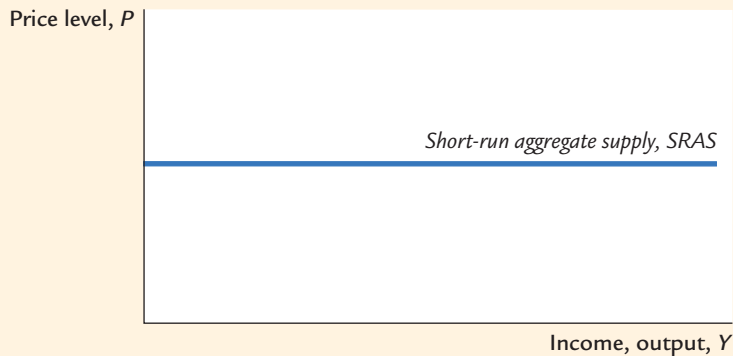 Price level, P
Short-run aggregate supply, SRAS
Income, output, Y